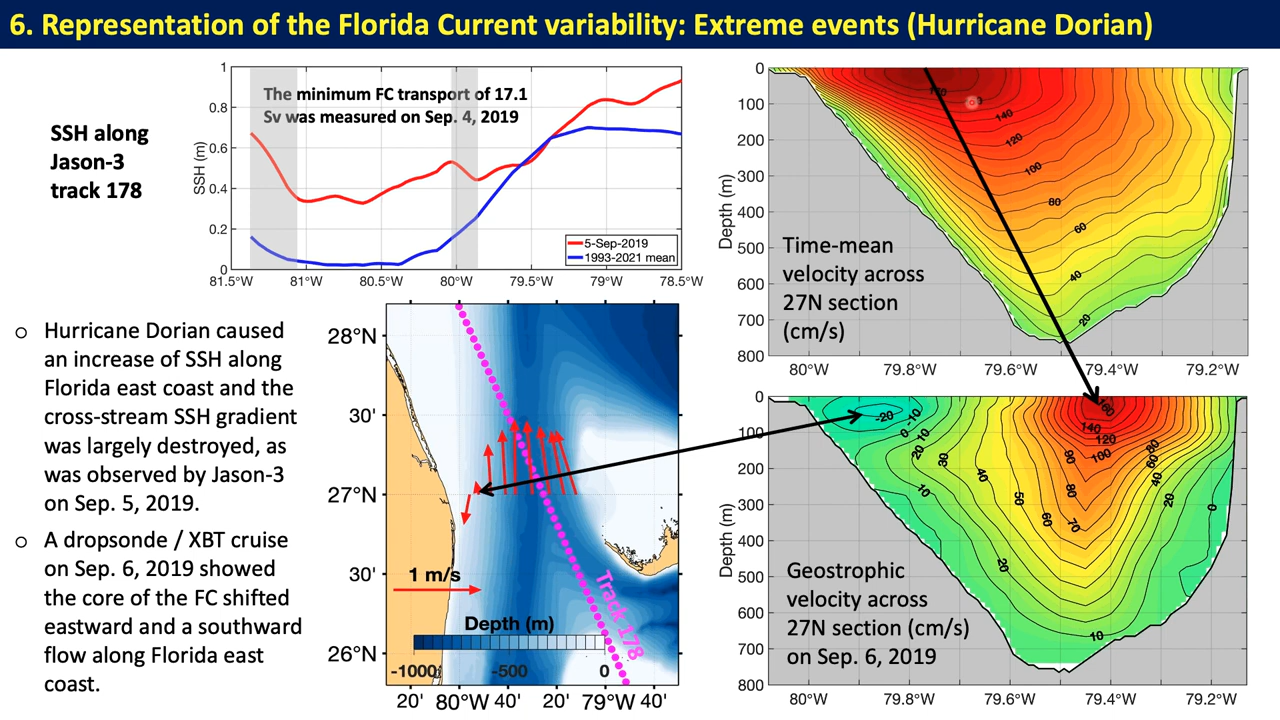 6. Representation of the Florida Current variability: Extreme events (Hurricane Dorian)
SSH along
Jason-3
track 178
SSH (m)
1
0.8
0.6
0.4
0.2
0
The minimum FC transport of 17.1
Sv was measured on Sep. 4, 2019
5-Sep-2019
1993-2021 mean
81.5°W 81°W 80.5°W 80°W 79.5°W 79°W 78.5°W
Hurricane Dorian caused
an increase of SSH along
Florida east coast and the
cross-stream SSH gradient
was largely destroyed, as
was observed by Jason-3
on Sep. 5, 2019.
A dropsonde / XBT cruise
on Sep. 6, 2019 showed
the core of the FC shifted
eastward and a southward
flow along Florida east
coast.
28°N
30'
27°N
30'
26°N
1 m/s
Track 178
Depth (m)
-1000 -500 0
20' 80°W 40' 20' 79°W 40'
Depth (m)
0
100
200
300
400
500
600
700
800
140
120
100
80
60
40
20
Time-mean
velocity across
27N section
(cm/s)
80°W 79.8°W 79.6°W 79.4°W 79.2°W
Depth (m)
0
100
200
300
400
500
600
700
800
-20 -10 0 10 20 30 40 50 60 70 80 90 100 120 140 160
80 60 40 20 0
10 20 10
Geostrophic
velocity across
27N section (cm/s)
on Sep. 6, 2019
80°W 79.8°W 79.6°W 79.4°W 79.2°W